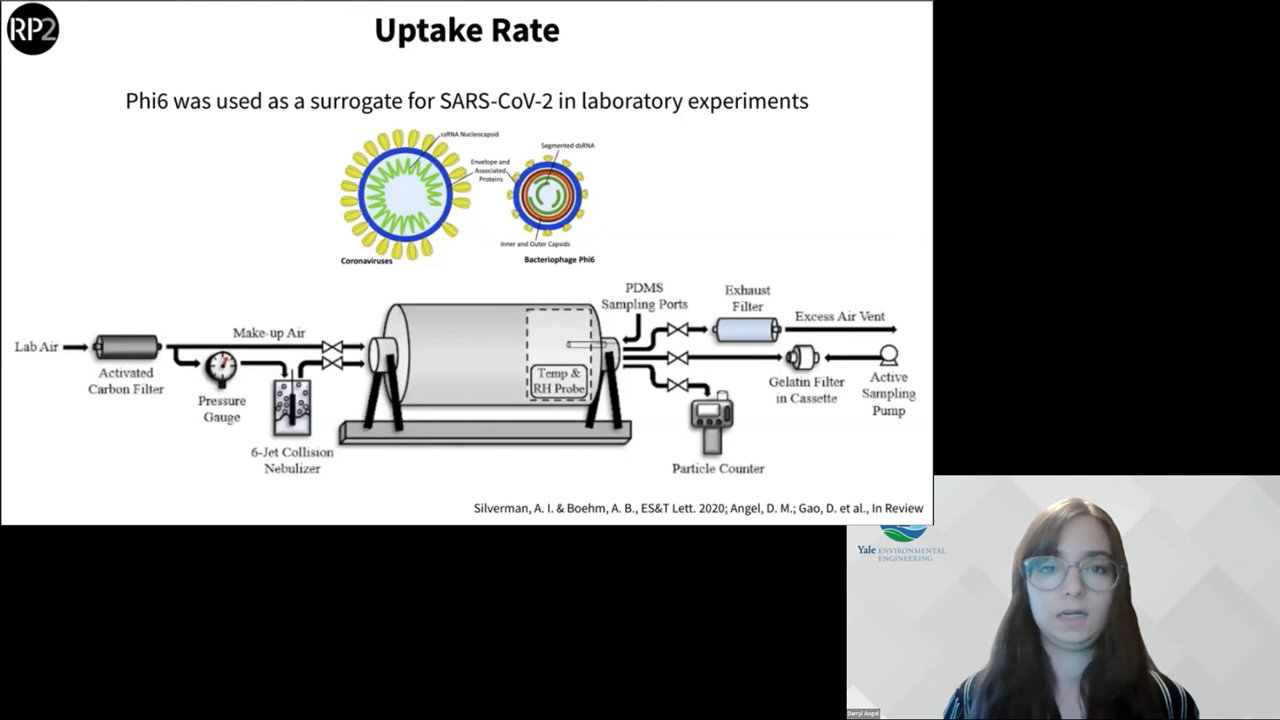 RP2
Uptake Rate
Phi6 was used as a surrogate for SARS-CoV-2 in laboratory experiments
ssRNA Nucleocapsid
Segmented dsRNA
Envelope and
Associated
Proteins
Inner and Outer Capsids
Coronaviruses
Bacteriophage Phi6
PDMS
Sampling Ports
Exhaust
Filter
Excess Air Vent
Lab Air
Make-up Air
Activated
Carbon Filter
Pressure
Gauge
6-Jet Collision
Nebulizer
Temp &
RH Probe
Gelatin Filter
in Cassette
Active
Sampling
Pump
Particle Counter
Silverman, A. I. & Boehm, A. B., ES&T Lett. 2020; Angel, D. M.; Gao, D. et al., In Review
Yale ENVIRONMENTAL
ENGINEERING
Darryl Angel